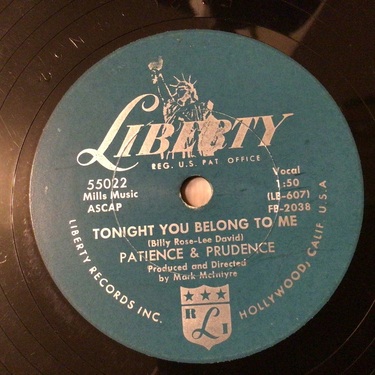 LIBERTY
REG. U.S. PAT. OFFICE
55022
Mills Music
ASCAP
Vocal
1:50
(LB-607)
FB-2038
TONIGHT YOU BELONG TO ME
(Billy Rose-Lee David)
PATIENCE & PRUDENCE
Produced and Directed
by Mark McIntyre
R L I
LIBERTY RECORDS INC. HOLLYWOOD, CALIF. U.S.A.